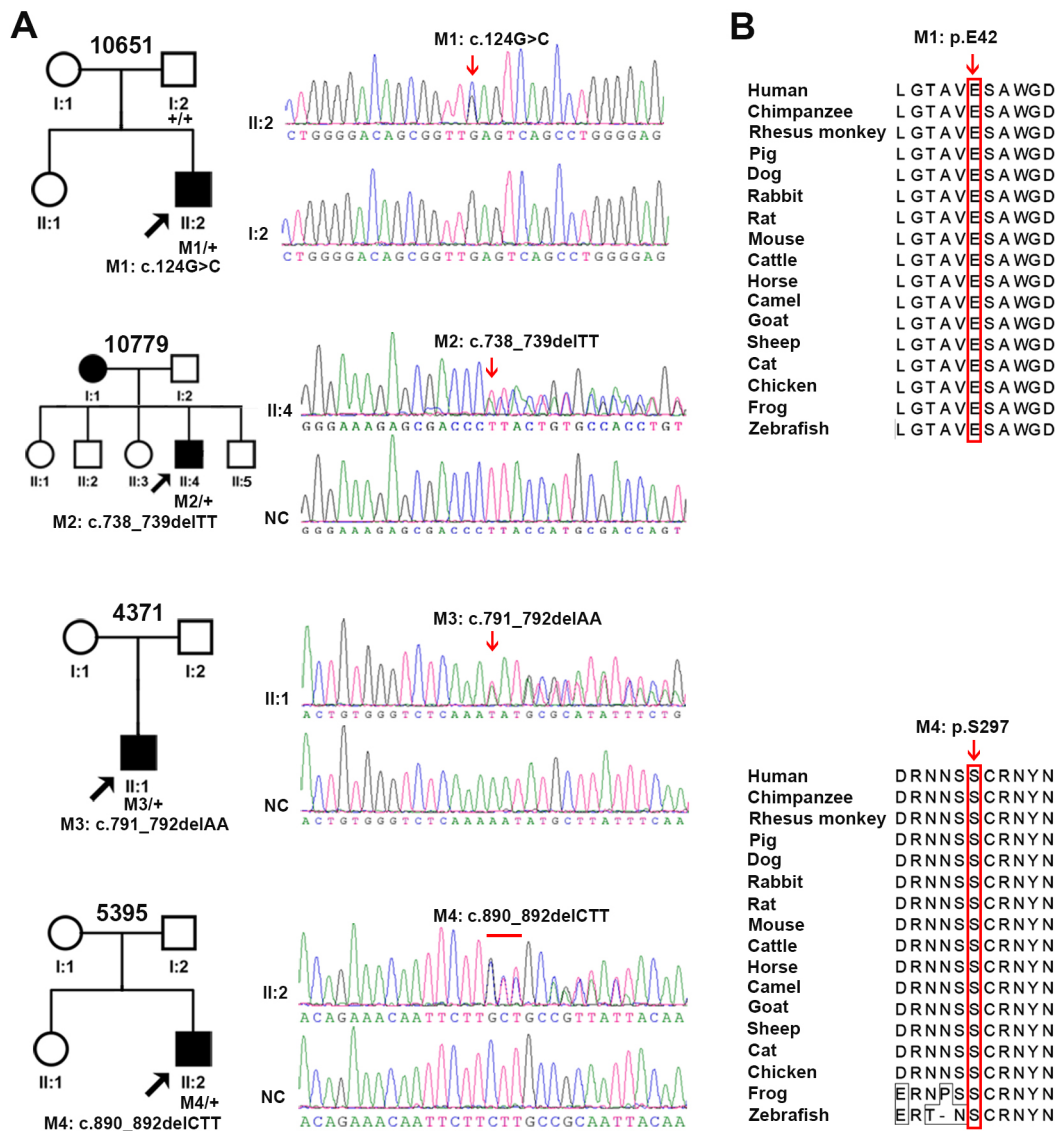 A
10651
I:1
I:2
+/+
II:1
II:2
M1/+
M1: c.124G>C
M1: c.124G>C
II:2
CTGGGGACAGCGGTTGAGTCAGCCTGGGGAG
I:2
CTGGGGACAGCGGTTGAGTCAGCCTGGGGAG
10779
I:1
I:2
II:1
II:2
II:3
II:4
II:5
M2/+
M2: c.738_739delTT
M2: c.738_739delTT
II:4
GGGAAAGAGCGACCCTTACTGTGCCACCTGT
NC
GGGAAAGAGCGACCCTTACCATGCGACCAGT
4371
I:1
I:2
II:1
M3/+
M3: c.791_792delAA
M3: c.791_792delAA
II:1
ACTGTGGGTCTCAAATATGCGCATATTTCTG
NC
ACTGTGGGTCTCAAAAATATGCTTATTTCAA
5395
I:1
I:2
II:1
II:2
M4/+
M4: c.890_892delCTT
M4: c.890_892delCTT
II:2
ACAGAAACAATTCTTGCTGCCGTTATTACAA
NC
ACAGAAACAATTCTTCTTGCCGCAATTACAA
B
M1: p.E42
Human LGTAVESAWGD
Chimpanzee LGTAVESAWGD
Rhesus monkey LGTAVESAWGD
Pig LGTAVESAWGD
Dog LGTAVESAWGD
Rabbit LGTAVESAWGD
Rat LGTAVESAWGD
Mouse LGTAVESAWGD
Cattle LGTAVESAWGD
Horse LGTAVESAWGD
Camel LGTAVESAWGD
Goat LGTAVESAWGD
Sheep LGTAVESAWGD
Cat LGTAVESAWGD
Chicken LGTAVESAWGD
Frog LGTAVESAWGD
Zebrafish LGTAVESAWGD
M4: p.S297
Human DRNNSSCRNYN
Chimpanzee DRNNSSCRNYN
Rhesus monkey DRNNSSCRNYN
Pig DRNNSSCRNYN
Dog DRNNSSCRNYN
Rabbit DRNNSSCRNYN
Rat DRNNSSCRNYN
Mouse DRNNSSCRNYN
Cattle DRNNSSCRNYN
Horse DRNNSSCRNYN
Camel DRNNSSCRNYN
Goat DRNNSSCRNYN
Sheep DRNNSSCRNYN
Cat DRNNSSCRNYN
Chicken DRNNSSCRNYN
Frog ERNPSSCRNYN
Zebrafish ERT-NSCRNYN